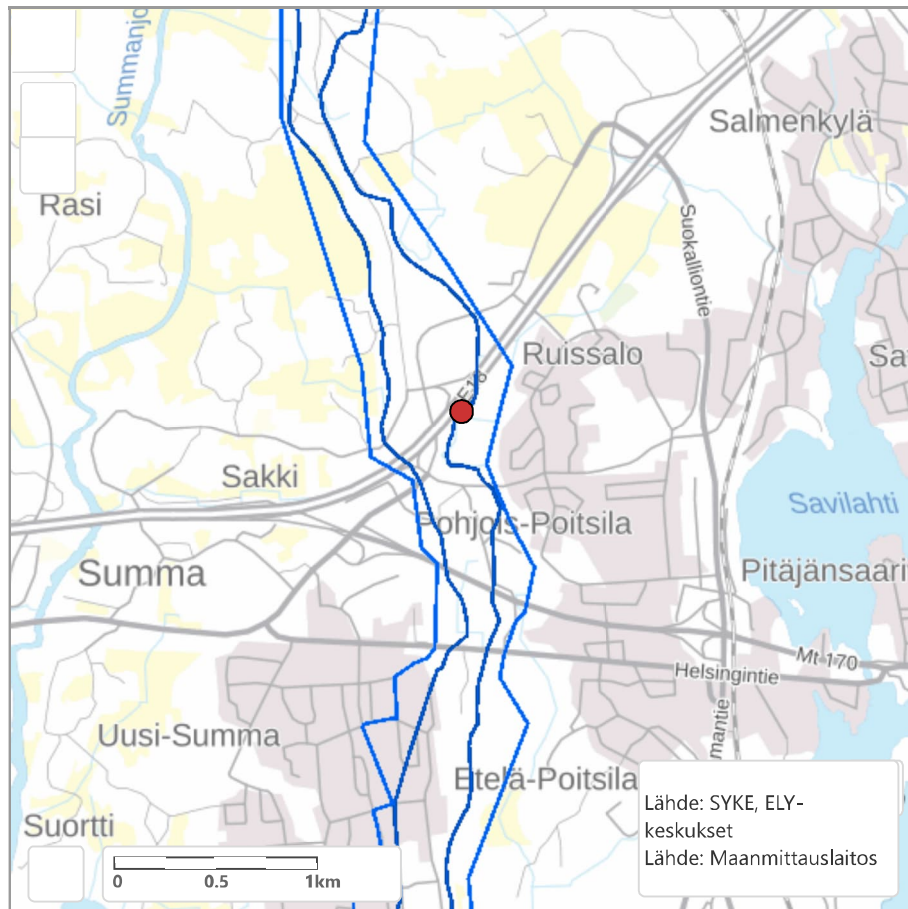 Summanjo
Salmenkylä
Rasi
Suokalliontie
Ruissalo
Sa
E18
Sakki
Savilahti
Pohjois-Poitsila
Summa
Pitäjänsaari
Mt 170
Helsingintie
mantie
Uusi-Summa
Etelä-Poitsila
Lähde: SYKE, ELY-
keskukset
Lähde: Maanmittauslaitos
Suortti
0 0.5 1km